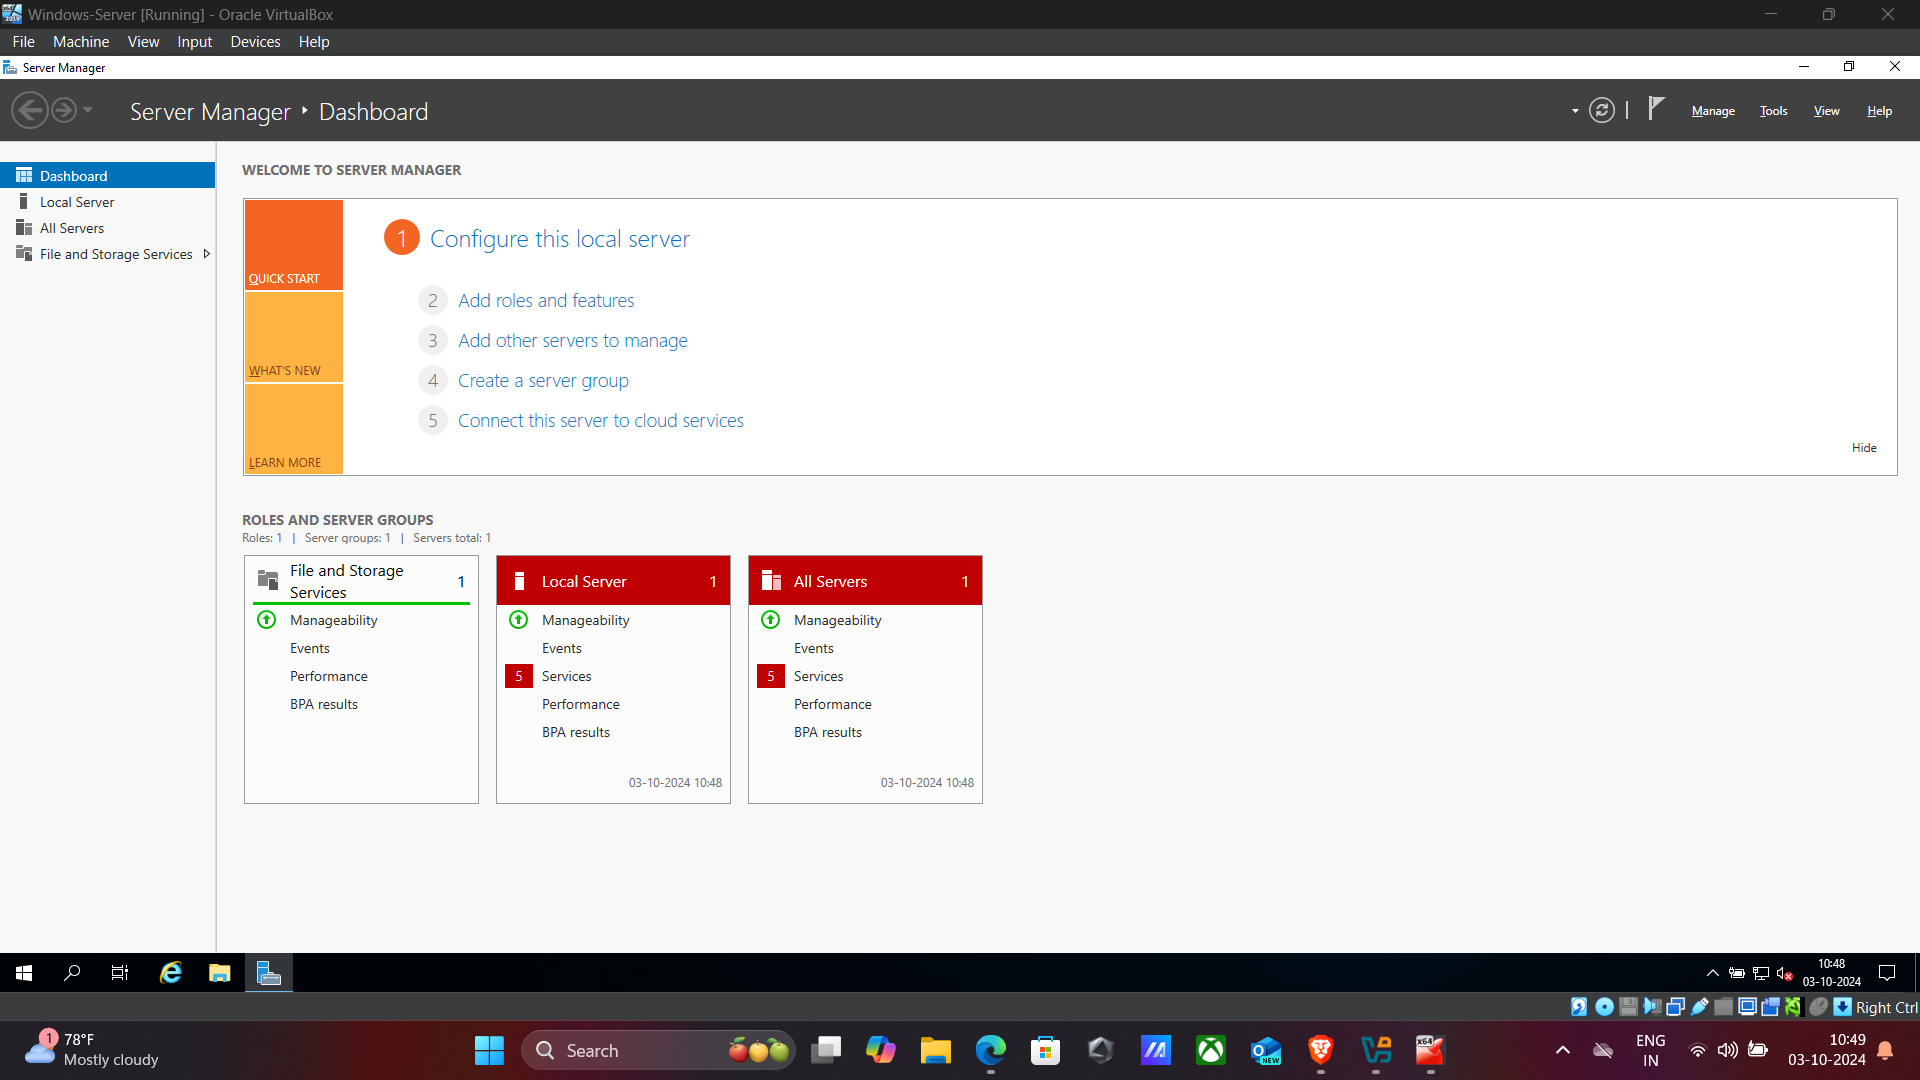 Windows-Server [Running] - Oracle VirtualBox
File Machine View Input Devices Help
Server Manager
Server Manager ‣ Dashboard
Manage Tools View Help
Dashboard
Local Server
All Servers
File and Storage Services
WELCOME TO SERVER MANAGER
QUICK START
WHAT'S NEW
LEARN MORE
1 Configure this local server
2 Add roles and features
3 Add other servers to manage
4 Create a server group
5 Connect this server to cloud services
Hide
ROLES AND SERVER GROUPS
Roles: 1 | Server groups: 1 | Servers total: 1
File and Storage
Services
1
Manageability
Events
Performance
BPA results
Local Server 1
Manageability
Events
5 Services
Performance
BPA results
03-10-2024 10:48
All Servers 1
Manageability
Events
5 Services
Performance
BPA results
03-10-2024 10:48
10:48
03-10-2024
Right Ctrl
1
78°F
Mostly cloudy
Search
NEW
x64
ENG
IN
10:49
03-10-2024